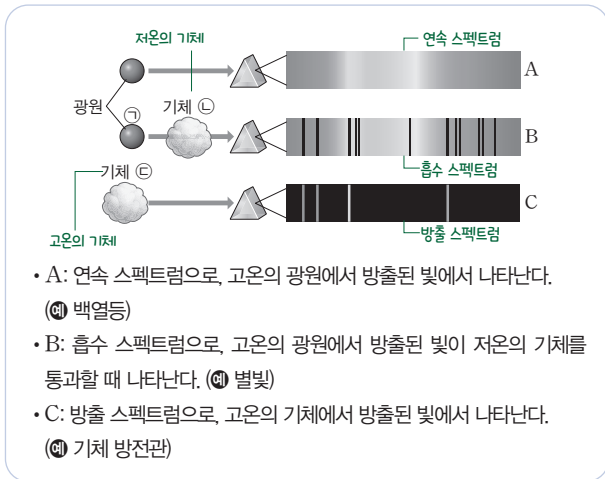 저온의 기체
연속 스펙트럼
A
광원
㉠
기체 ㉡
B
흡수 스펙트럼
기체 ㉢
C
고온의 기체
방출 스펙트럼
• A: 연속 스펙트럼으로, 고온의 광원에서 방출된 빛에서 나타난다.
(예 백열등)
• B: 흡수 스펙트럼으로, 고온의 광원에서 방출된 빛이 저온의 기체를
통과할 때 나타난다. (예 별빛)
• C: 방출 스펙트럼으로, 고온의 기체에서 방출된 빛에서 나타난다.
(예 기체 방전관)